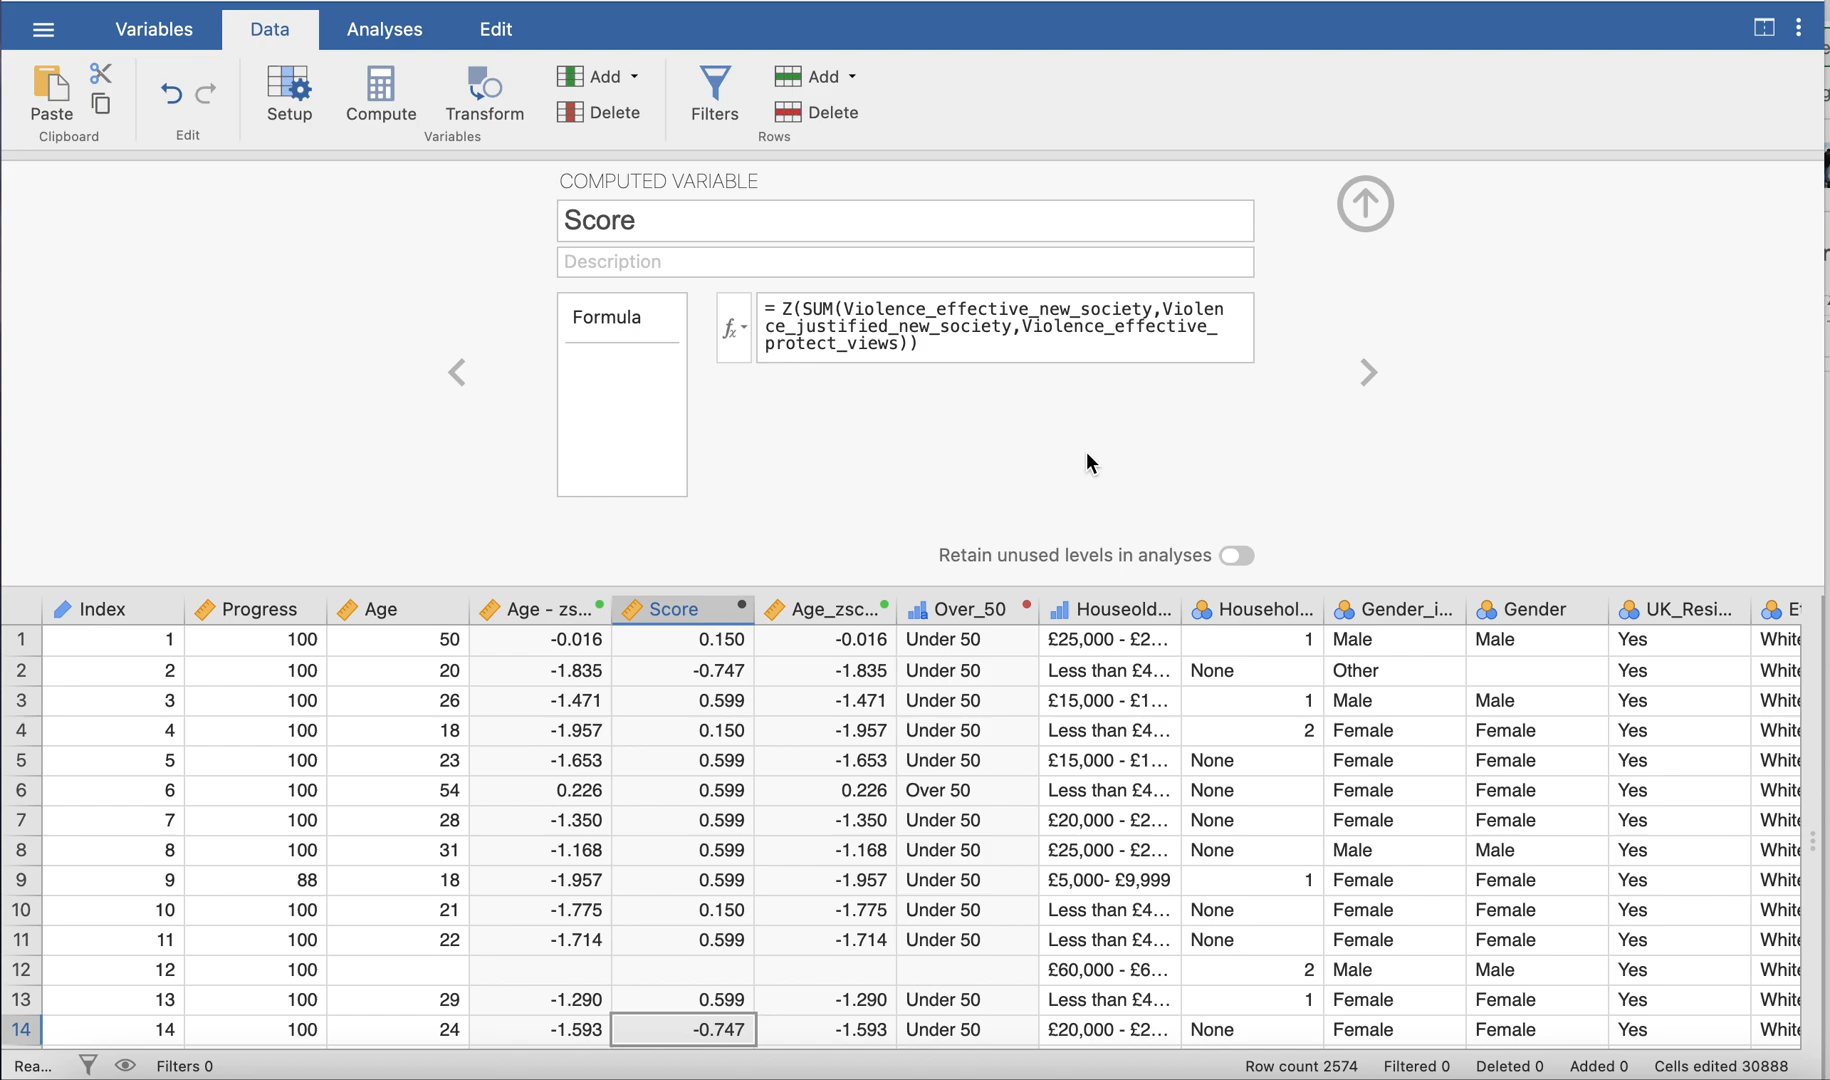 Variables Data Analyses Edit
Paste Setup Compute Transform Add Delete Filters Add Delete
Clipboard Edit Variables Rows
COMPUTED VARIABLE
Score
Description
Formula
= Z(SUM(Violence_effective_new_society,Violen
ce_justified_new_society,Violence_effective_
protect_views))
Retain unused levels in analyses
Index Progress Age Age - zs... Score Age_zsc... Over_50 Househol... Househol... Gender_i... Gender UK_Resi...
1 1 100 50 -0.016 0.150 -0.016 Under 50 £25,000 - £2... 1 Male Male Yes White
2 2 100 20 -1.835 -0.747 -1.835 Under 50 Less than £4... None Other Yes White
3 3 100 26 -1.471 0.599 -1.471 Under 50 £15,000 - £1... 1 Male Male Yes White
4 4 100 18 -1.957 0.150 -1.957 Under 50 Less than £4... 2 Female Female Yes White
5 5 100 23 -1.653 0.599 -1.653 Under 50 £15,000 - £1... None Female Female Yes White
6 6 100 54 0.226 0.599 0.226 Over 50 Less than £4... None Female Female Yes White
7 7 100 28 -1.350 0.599 -1.350 Under 50 £20,000 - £2... None Female Female Yes White
8 8 100 31 -1.168 0.599 -1.168 Under 50 £25,000 - £2... None Male Male Yes White
9 9 88 18 -1.957 0.599 -1.957 Under 50 £5,000- £9,999 1 Female Female Yes White
10 10 100 21 -1.775 0.150 -1.775 Under 50 Less than £4... None Female Female Yes White
11 11 100 22 -1.714 0.599 -1.714 Under 50 Less than £4... None Female Female Yes White
12 12 100 £60,000 - £6... 2 Male Male Yes White
13 13 100 29 -1.290 0.599 -1.290 Under 50 Less than £4... 1 Female Female Yes White
14 14 100 24 -1.593 -0.747 -1.593 Under 50 £20,000 - £2... None Female Female Yes White
Rea... Filters 0 Row count 2574 Filtered 0 Deleted 0 Added 0 Cells edited 30888